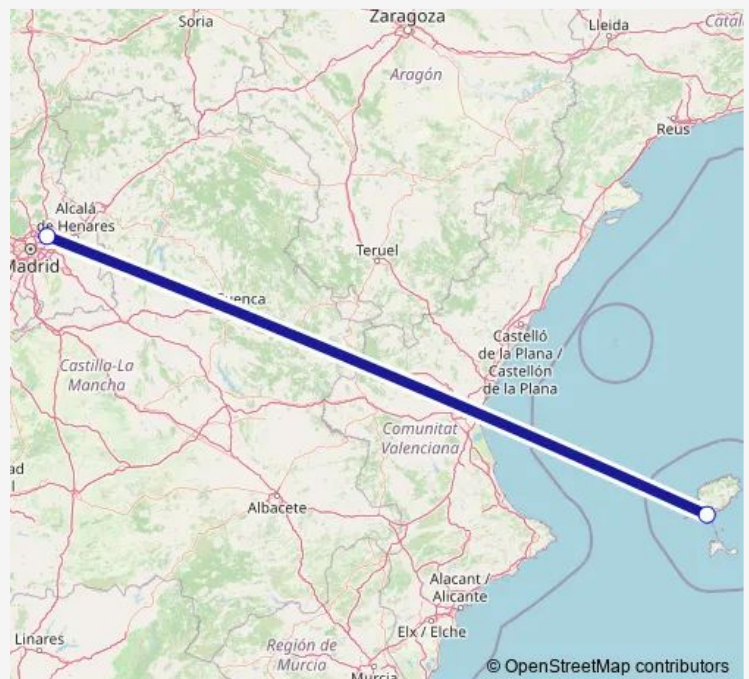 Soria
Zaragoza
Lleida
Aragón
Reus
Alcalá
de Henares
Madrid
Teruel
Cuenca
Castelló
de la Plana /
Castellón
de la Plana
Castilla-La
Mancha
Comunitat
Valenciana
ad
l
Albacete
Alacant /
Alicante
Elx / Elche
Linares
Región de
Murcia
Murcia
© OpenStreetMap contributors